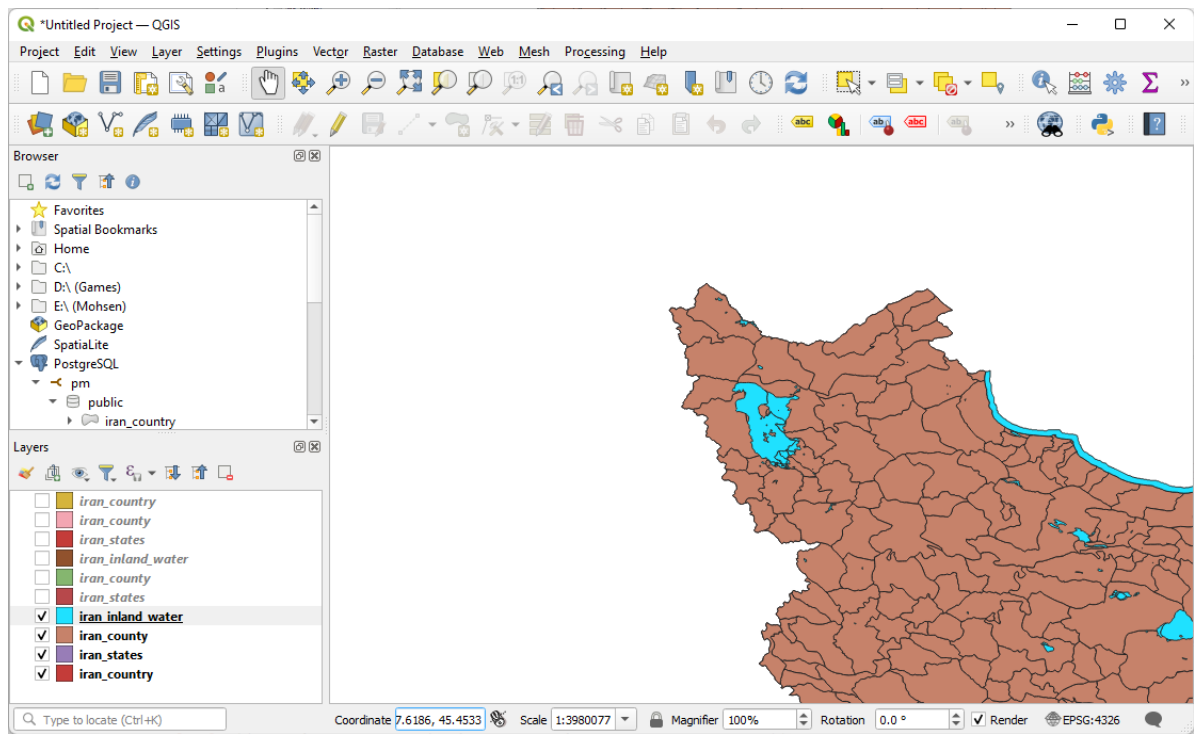 *Untitled Project — QGIS
Project Edit View Layer Settings Plugins Vector Raster Database Web Mesh Processing Help
a
»
abc ab abc ab » ?
Browser
Favorites
Spatial Bookmarks
Home
C:\
D:\ (Games)
E:\ (Mohsen)
GeoPackage
SpatiaLite
PostgreSQL
pm
public
iran_country
Layers
iran_country
iran_county
iran_states
iran_inland_water
iran_county
iran_states
iran_inland_water
iran_county
iran_states
iran_country
Type to locate (Ctrl+K) Coordinate 7.6186, 45.4533 Scale 1:3980077 Magnifier 100% Rotation 0.0 ° Render EPSG:4326